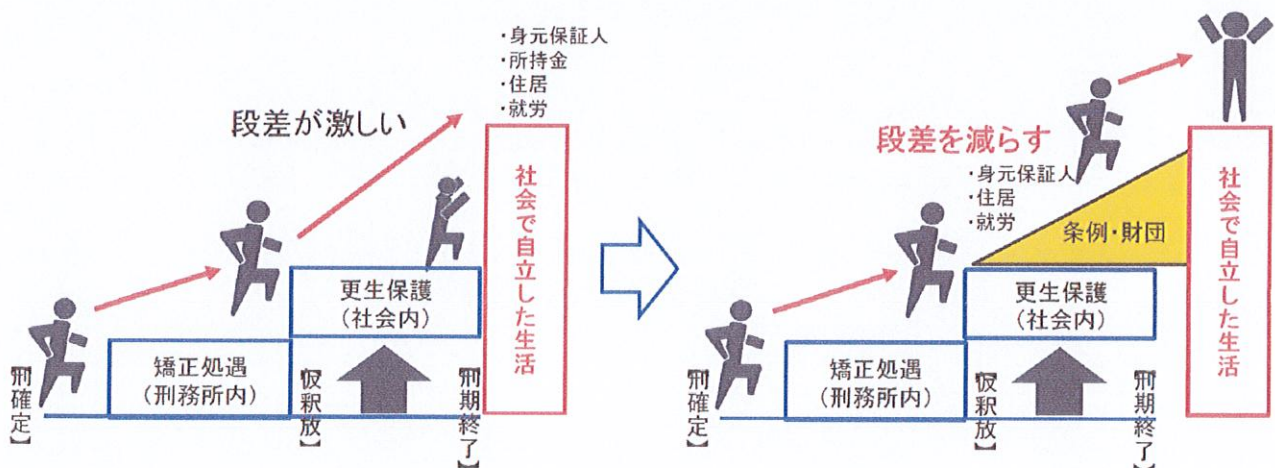 ・身元保証人
・所持金
・住居
・就労
段差が激しい
社会で自立した生活
更生保護
(社会内)
矯正処遇
(刑務所内)
【刑確定】
【仮釈放】
【刑期終了】
段差を減らす
・身元保証人
・住居
・就労
条例・財団
社会で自立した生活
更生保護
(社会内)
矯正処遇
(刑務所内)
【刑確定】
【仮釈放】
【刑期終了】